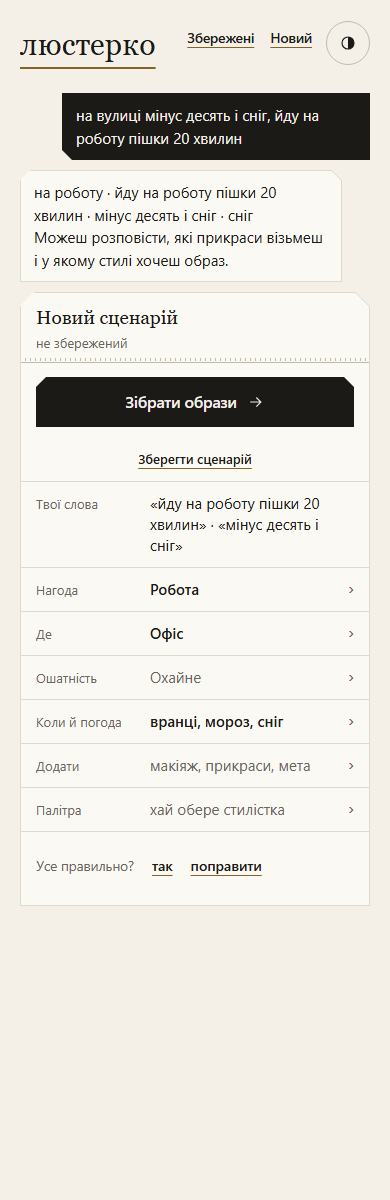 люстерко
Збережені Новий
на вулиці мінус десять і сніг, йду на
роботу пішки 20 хвилин
на роботу · йду на роботу пішки 20
хвилин · мінус десять і сніг · сніг
Можеш розповісти, які прикраси візьмеш
і у якому стилі хочеш образ.
Новий сценарій
не збережений
Зібрати образи →
Зберегти сценарій
Твої слова «йду на роботу пішки 20
хвилин» · «мінус десять і
сніг»
Нагода Робота ›
Де Офіс ›
Ошатність Охайне ›
Коли й погода вранці, мороз, сніг ›
Додати макіяж, прикраси, мета ›
Палітра хай обере стилістка ›
Усе правильно? так поправити